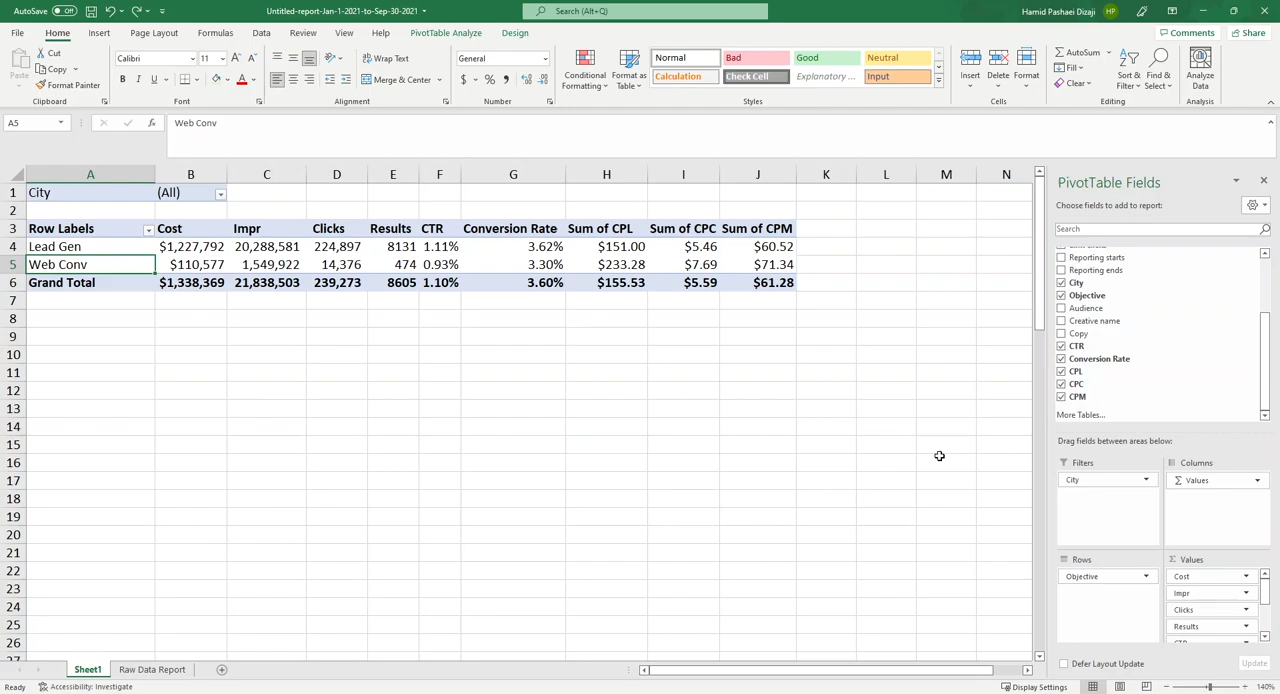 AutoSave Off Untitled-report-Jan-1-2021-to-Sep-30-2021 Search (Alt+Q) Hamid Pashaei Dizaji HP
File Home Insert Page Layout Formulas Data Review View Help PivotTable Analyze Design Comments Share
Paste Cut Copy Format Painter Clipboard
Calibri 11 B I U A Font
Wrap Text Merge & Center Alignment
General $ % Number
Conditional Formatting Format as Table
Normal Bad Good Neutral
Calculation Check Cell Explanatory ... Input
Styles
Insert Delete Format Cells
AutoSum Fill Clear Sort & Filter Find & Select Editing
Analyze Data Analysis
A5 fx Web Conv
A B C D E F G H I J K L M N
1 City (All)
2
3 Row Labels Cost Impr Clicks Results CTR Conversion Rate Sum of CPL Sum of CPC Sum of CPM
4 Lead Gen $1,227,792 20,288,581 224,897 8131 1.11% 3.62% $151.00 $5.46 $60.52
5 Web Conv $110,577 1,549,922 14,376 474 0.93% 3.30% $233.28 $7.69 $71.34
6 Grand Total $1,338,369 21,838,503 239,273 8605 1.10% 3.60% $155.53 $5.59 $61.28
7
8
9
10
11
12
13
14
15
16
17
18
19
20
21
22
23
24
25
26
27
PivotTable Fields
Choose fields to add to report:
Search
Reporting starts
Reporting ends
City
Objective
Audience
Creative name
Copy
CTR
Conversion Rate
CPL
CPC
CPM
More Tables...
Drag fields between areas below:
Filters Columns
City Σ Values
Rows Σ Values
Objective Cost
Impr
Clicks
Results
Defer Layout Update Update
Sheet1 Raw Data Report
Ready Accessibility: Investigate Display Settings 140%